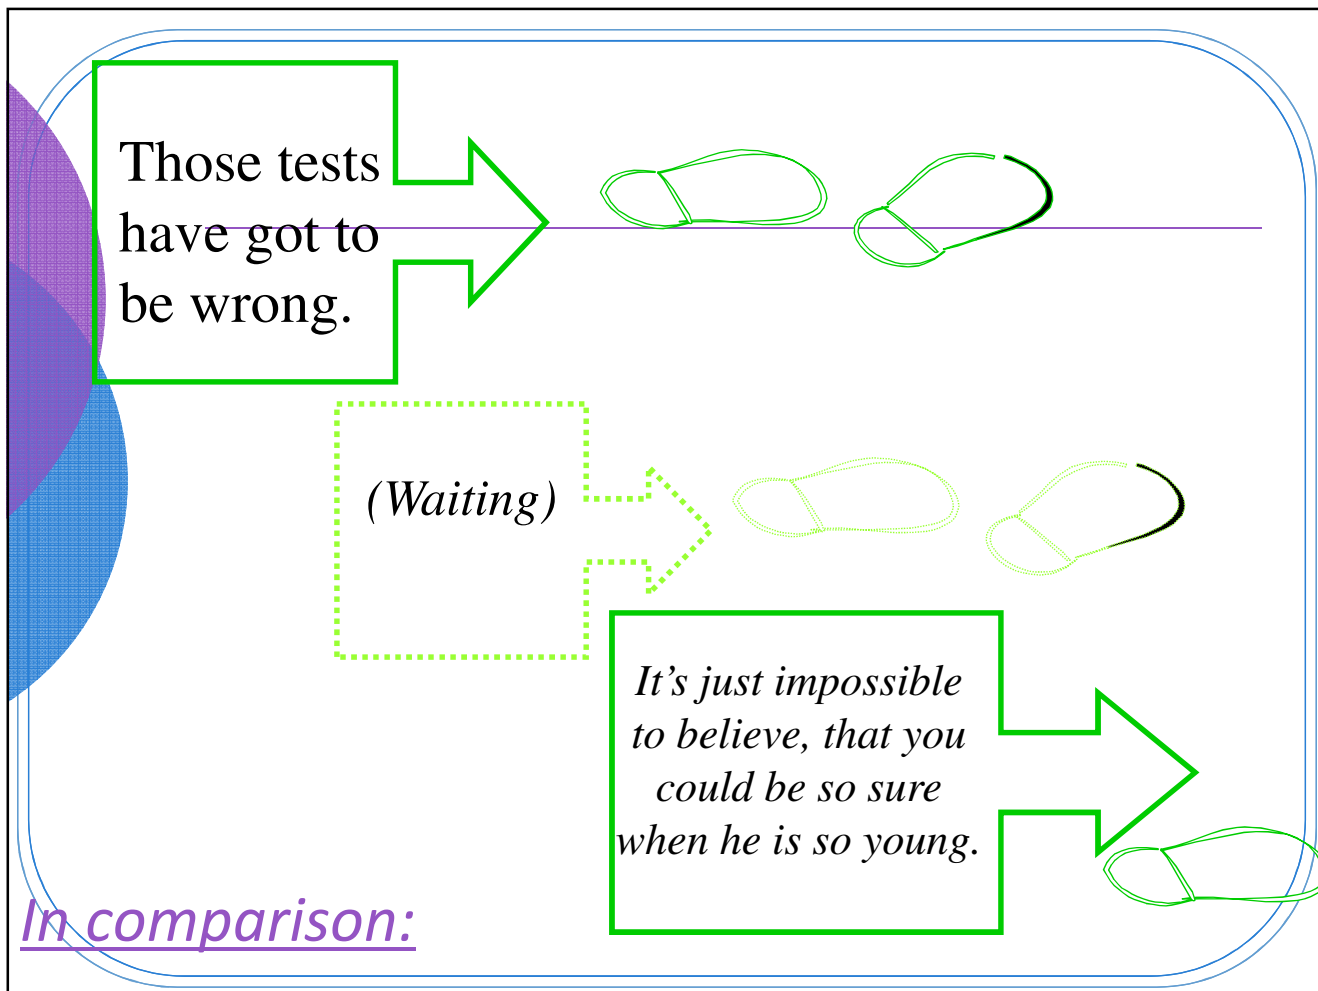 Those tests
have got to
be wrong.
(Waiting)
It’s just impossible
to believe, that you
could be so sure
when he is so young.
In comparison: